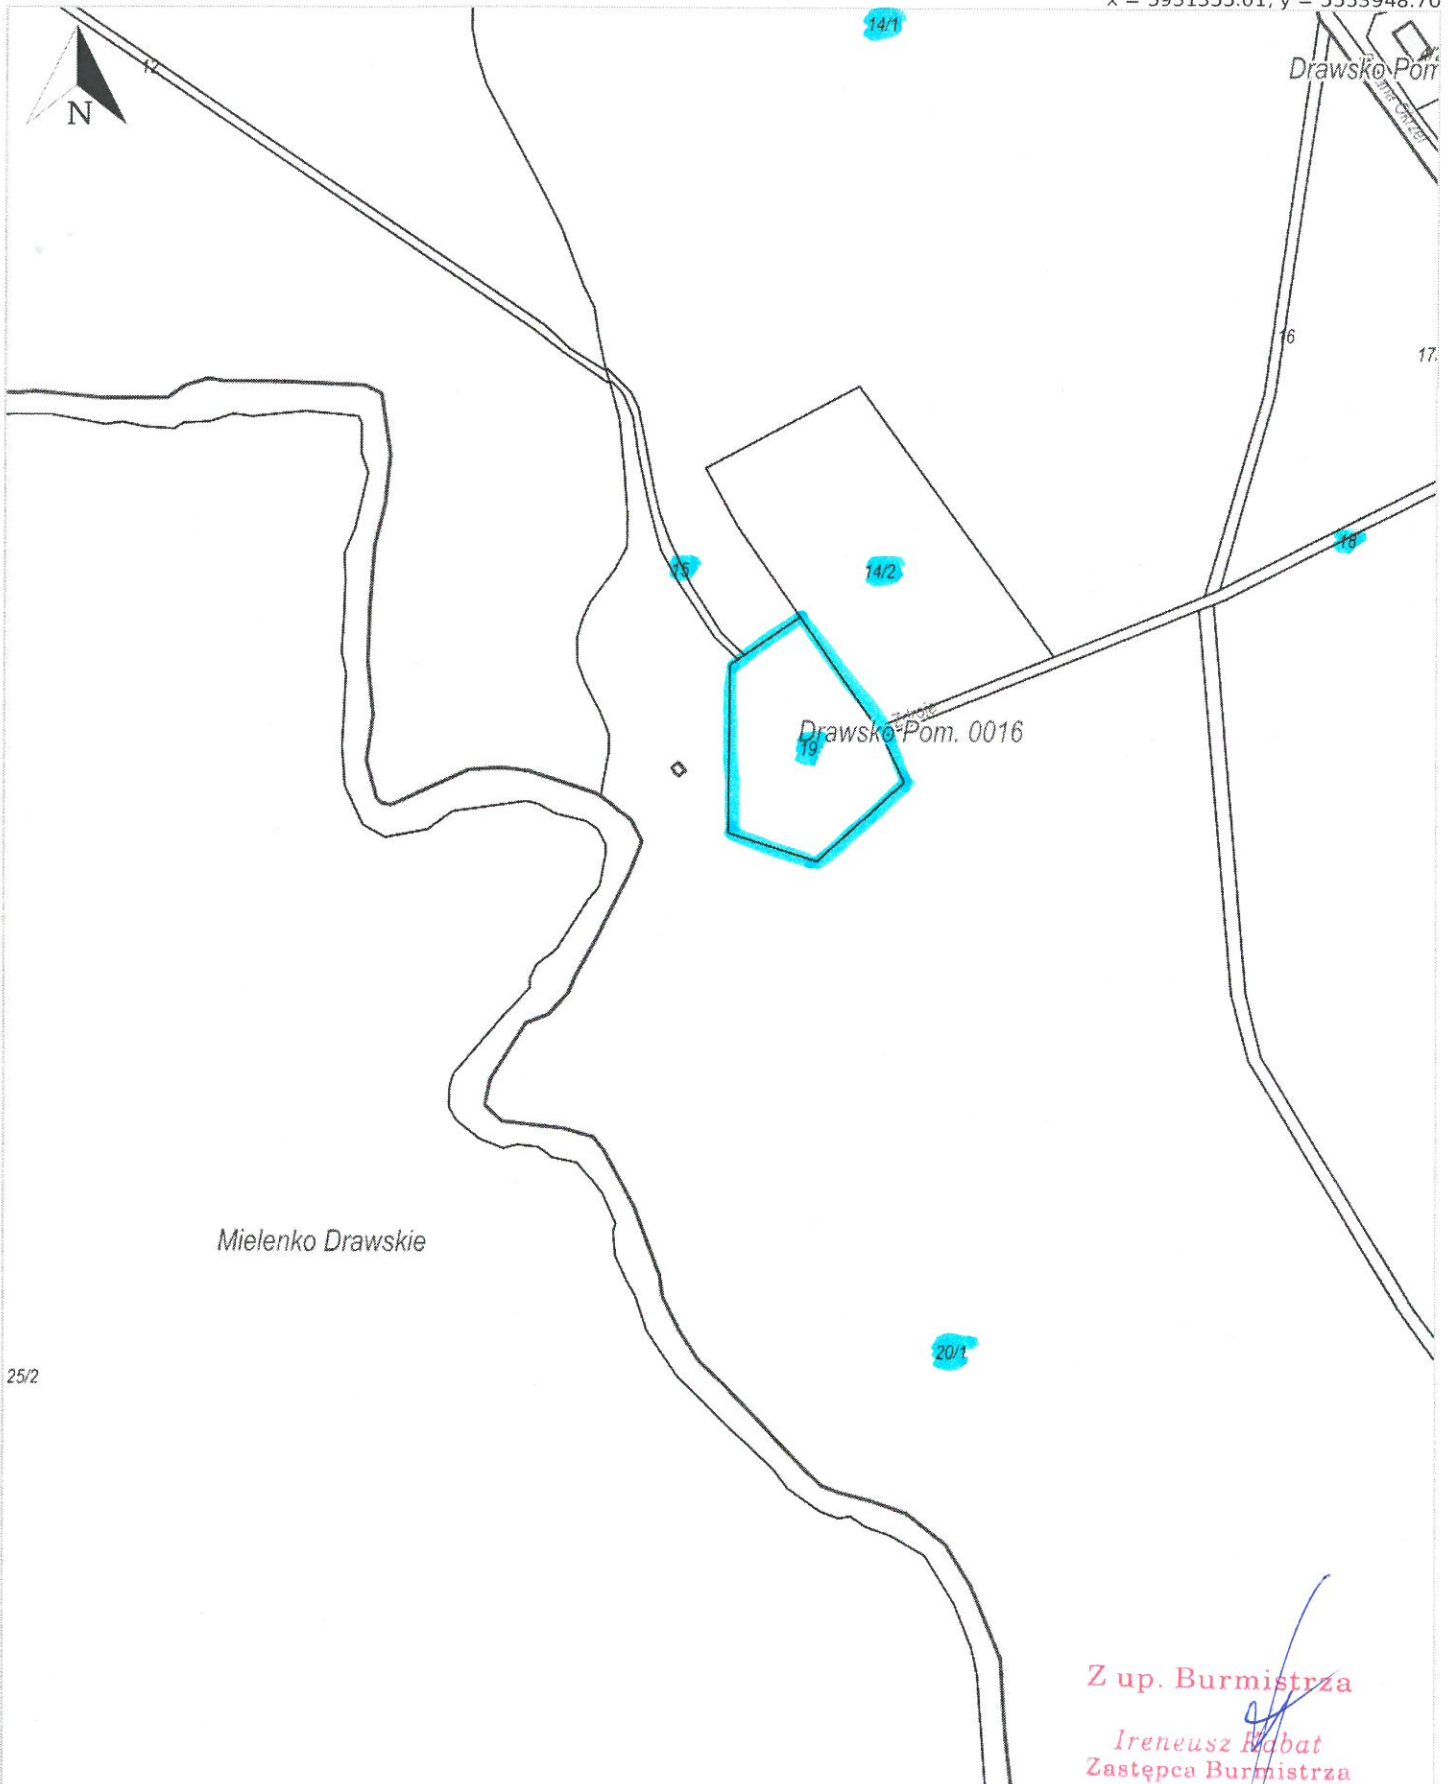 14/1
Drawsko Pom
12
N
16
17
15
14/2
18
Drawsko Pom. 0016
19
Mielenko Drawskie
20/1
25/2
Z up. Burmistrza
Ireneusz
Zastępca Burmistrza